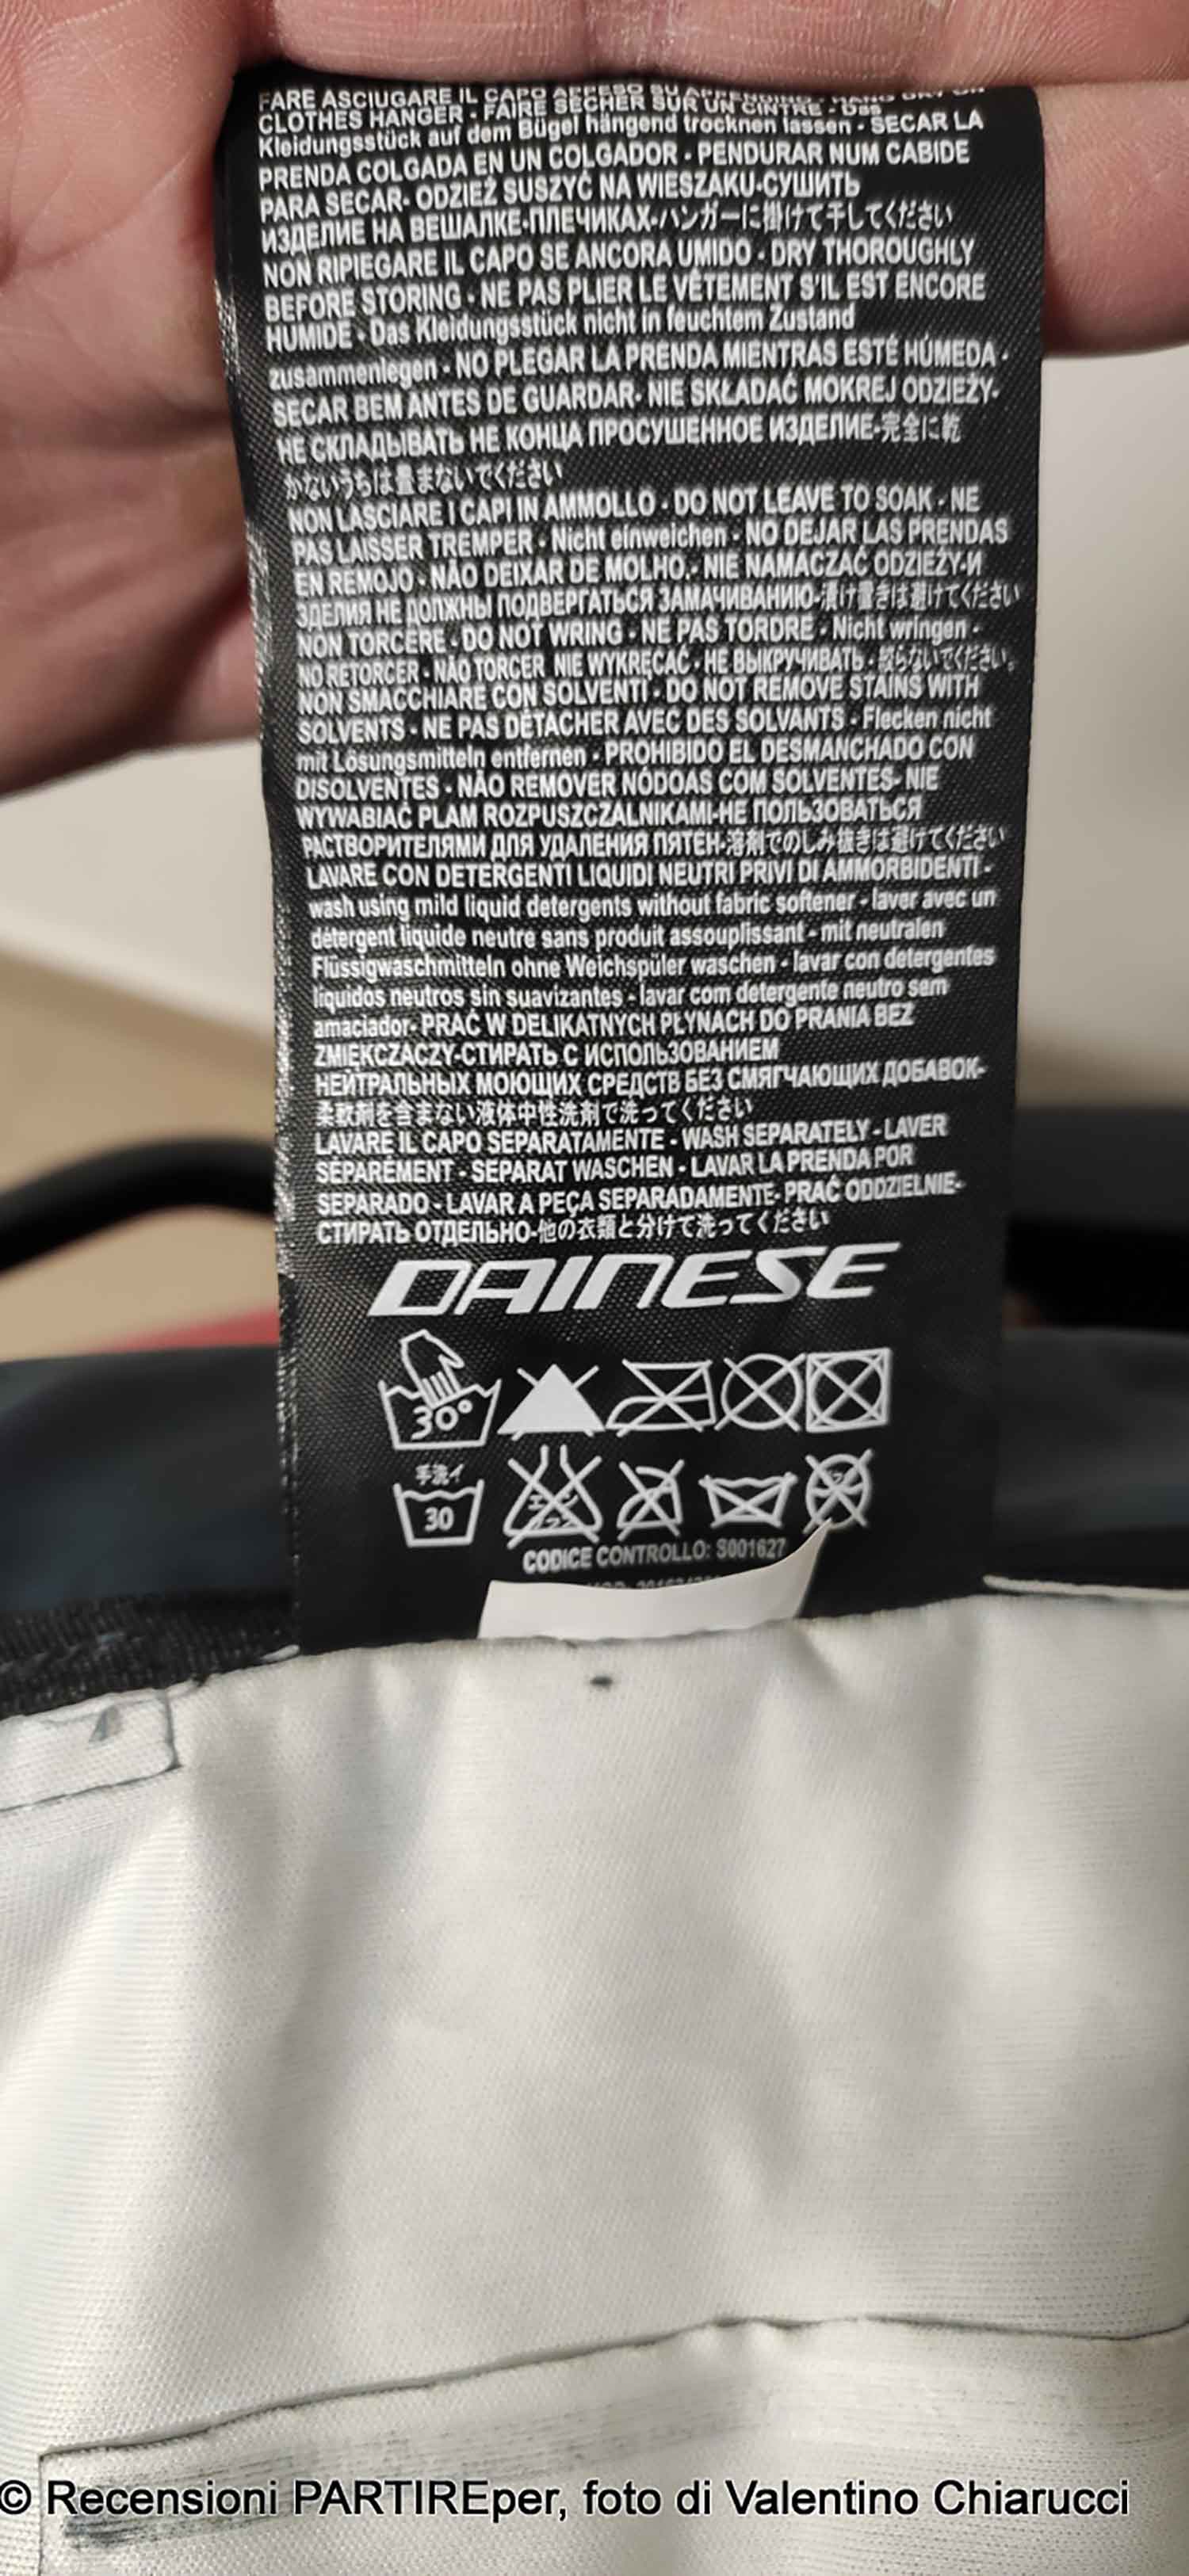 FARE ASCIUGARE IL CAPO APPESO SU
CLOTHES HANGER - FAIRE SÉCHER SUR UN CINTRE - Das
Kleidungsstück auf dem Bügel hängend trocknen lassen - SECAR LA
PRENDA COLGADA EN UN COLGADOR - PENDURAR NUM CABIDE
PARA SECAR- ODZIEŻ SUSZYĆ NA WIESZAKU-СУШИТЬ
ИЗДЕЛИЕ НА ВЕШАЛКЕ-ПЛЕЧИКАХ-ハンガーに掛けて干してください
NON RIPIEGARE IL CAPO SE ANCORA UMIDO - DRY THOROUGHLY
BEFORE STORING - NE PAS PLIER LE VÊTEMENT S'IL EST ENCORE
HUMIDE - Das Kleidungsstück nicht in feuchtem Zustand
zusammenlegen - NO PLEGAR LA PRENDA MIENTRAS ESTÉ HÚMEDA -
SECAR BEM ANTES DE GUARDAR- NIE SKŁADAĆ MOKREJ ODZIEŻY-
НЕ СКЛАДЫВАТЬ НЕ КОНЦА ПРОСУШЕННОЕ ИЗДЕЛИЕ-完全に乾
かないうちは畳まないでください
NON LASCIARE I CAPI IN AMMOLLO - DO NOT LEAVE TO SOAK - NE
PAS LAISSER TREMPER - Nicht einweichen - NO DEJAR LAS PRENDAS
EN REMOJO - NÃO DEIXAR DE MOLHO.- NIE NAMACZAĆ ODZIEŻY-И
ЗДЕЛИЯ НЕ ДОЛЖНЫ ПОДВЕРГАТЬСЯ ЗАМАЧИВАНИЮ-漬け置きは避けてください
NON TORCERE - DO NOT WRING - NE PAS TORDRE - Nicht wringen -
NO RETORCER - NÃO TORCER NIE WYKRĘCAĆ - НЕ ВЫКРУЧИВАТЬ - 絞らないでください。
NON SMACCHIARE CON SOLVENTI - DO NOT REMOVE STAINS WITH
SOLVENTS - NE PAS DÉTACHER AVEC DES SOLVANTS - Flecken nicht
mit Lösungsmitteln entfernen - PROHIBIDO EL DESMANCHADO CON
DISOLVENTES - NÃO REMOVER NÓDOAS COM SOLVENTES- NIE
WYWABIAĆ PLAM ROZPUSZCZALNIKAMI-НЕ ПОЛЬЗОВАТЬСЯ
РАСТВОРИТЕЛЯМИ ДЛЯ УДАЛЕНИЯ ПЯТЕН-溶剤でのしみ抜きは避けてください
LAVARE CON DETERGENTI LIQUIDI NEUTRI PRIVI DI AMMORBIDENTI -
wash using mild liquid detergents without fabric softener - laver avec un
détergent liquide neutre sans produit assouplissant - mit neutralen
Flüssigwaschmitteln ohne Weichspüler waschen - lavar con detergentes
líquidos neutros sin suavizantes - lavar com detergente neutro sem
amaciador- PRAĆ W DELIKATNYCH PŁYNACH DO PRANIA BEZ
ZMIĘKCZACZY-СТИРАТЬ С ИСПОЛЬЗОВАНИЕМ
НЕЙТРАЛЬНЫХ МОЮЩИХ СРЕДСТВ БЕЗ СМЯГЧАЮЩИХ ДОБАВОК-
柔軟剤を含まない液体中性洗剤で洗ってください
LAVARE IL CAPO SEPARATAMENTE - WASH SEPARATELY - LAVER
SÉPARÉMENT - SEPARAT WASCHEN - LAVAR LA PRENDA POR
SEPARADO - LAVAR A PEÇA SEPARADAMENTE- PRAĆ ODDZIELNIE-
СТИРАТЬ ОТДЕЛЬНО-他の衣類と分けて洗ってください
DAINESE
30°
手洗イ
30
CODICE CONTROLLO: S001627
© Recensioni PARTIREper, foto di Valentino Chiarucci